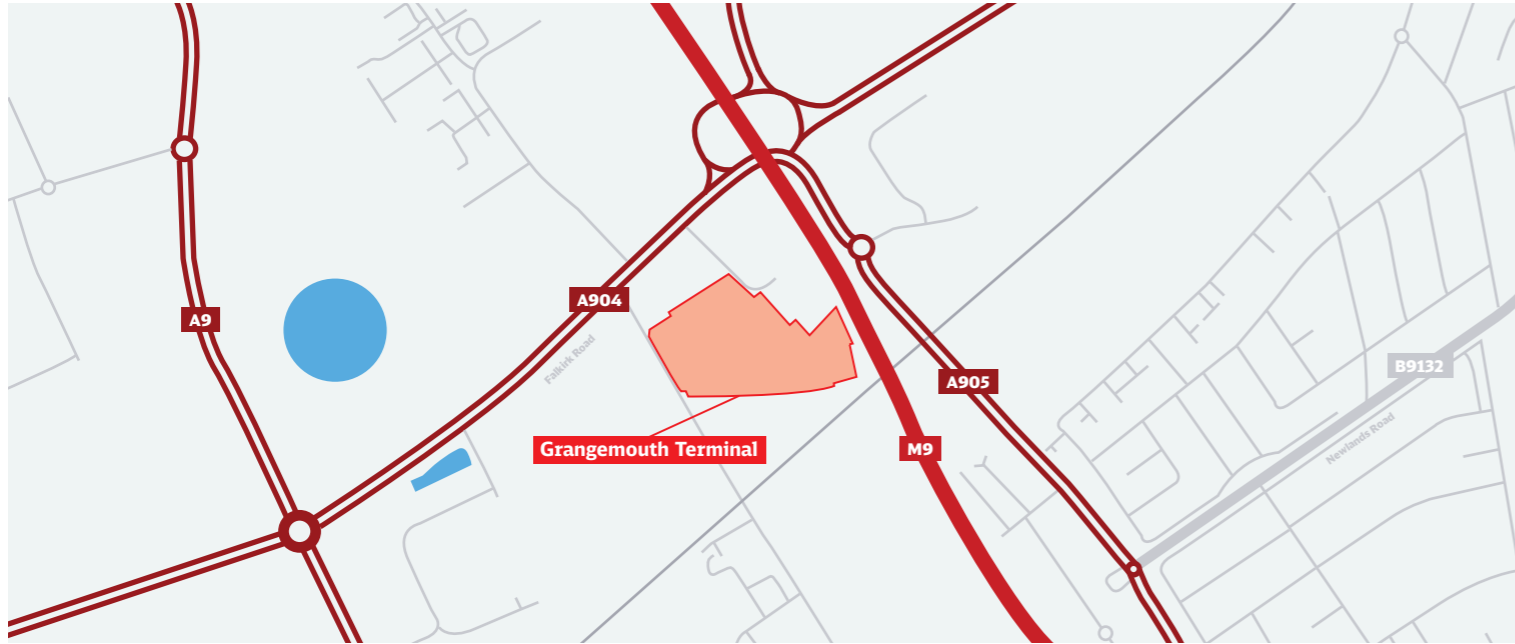 A904
A9
Falkirk Road
B9132
A905
Newlands Road
Grangemouth Terminal
M9